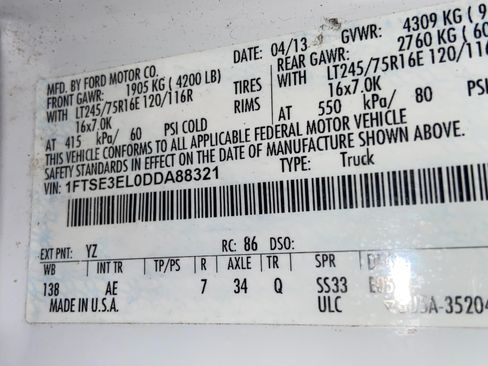 MFD. BY FORD MOTOR CO.
DATE: 04/13 GVWR: 4309 KG
FRONT GAWR: 1905 KG (4200 LB)
REAR GAWR: 2760 KG
WITH LT245/75R16E 120/116R TIRES
WITH LT245/75R16E 120/116
16x7.0K RIMS 16x7.0K
AT 415 kPa/ 60 PSI COLD AT 550 kPa/ 80
THIS VEHICLE CONFORMS TO ALL APPLICABLE FEDERAL MOTOR VEHICLE
SAFETY STANDARDS IN EFFECT ON THE DATE OF MANUFACTURE SHOWN
1FTSE3EL0DDA88321 TYPE: Truck
EXT PNT: YZ RC: 86 DSO:
WB INT TR TP/PS R AXLE TR SPR
138 AE 7 34 Q SS33
MADE IN U.S.A. ULC